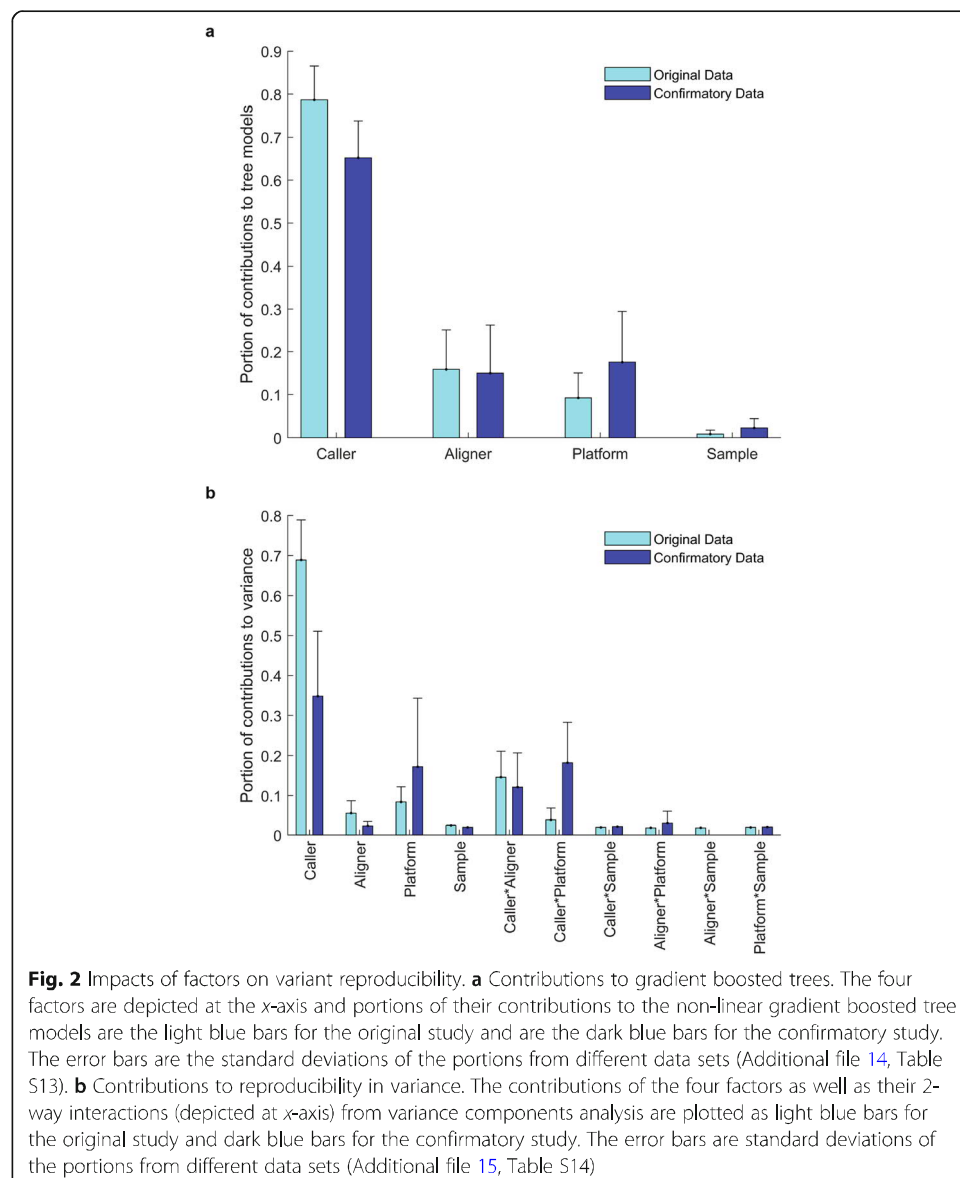 a
Portion of contributions to tree models
0.9
0.8
0.7
0.6
0.5
0.4
0.3
0.2
0.1
0
Original Data
Confirmatory Data
Caller
Aligner
Platform
Sample
b
Portion of contributions to variance
0.8
0.7
0.6
0.5
0.4
0.3
0.2
0.1
0
Original Data
Confirmatory Data
Caller
Aligner
Platform
Sample
Caller*Aligner
Caller*Platform
Caller*Sample
Aligner*Platform
Aligner*Sample
Platform*Sample
Fig. 2 Impacts of factors on variant reproducibility. a Contributions to gradient boosted trees. The four
factors are depicted at the x-axis and portions of their contributions to the non-linear gradient boosted tree
models are the light blue bars for the original study and are the dark blue bars for the confirmatory study.
The error bars are the standard deviations of the portions from different data sets (Additional file 14, Table
S13). b Contributions to reproducibility in variance. The contributions of the four factors as well as their 2-
way interactions (depicted at x-axis) from variance components analysis are plotted as light blue bars for
the original study and dark blue bars for the confirmatory study. The error bars are standard deviations of
the portions from different data sets (Additional file 15, Table S14)